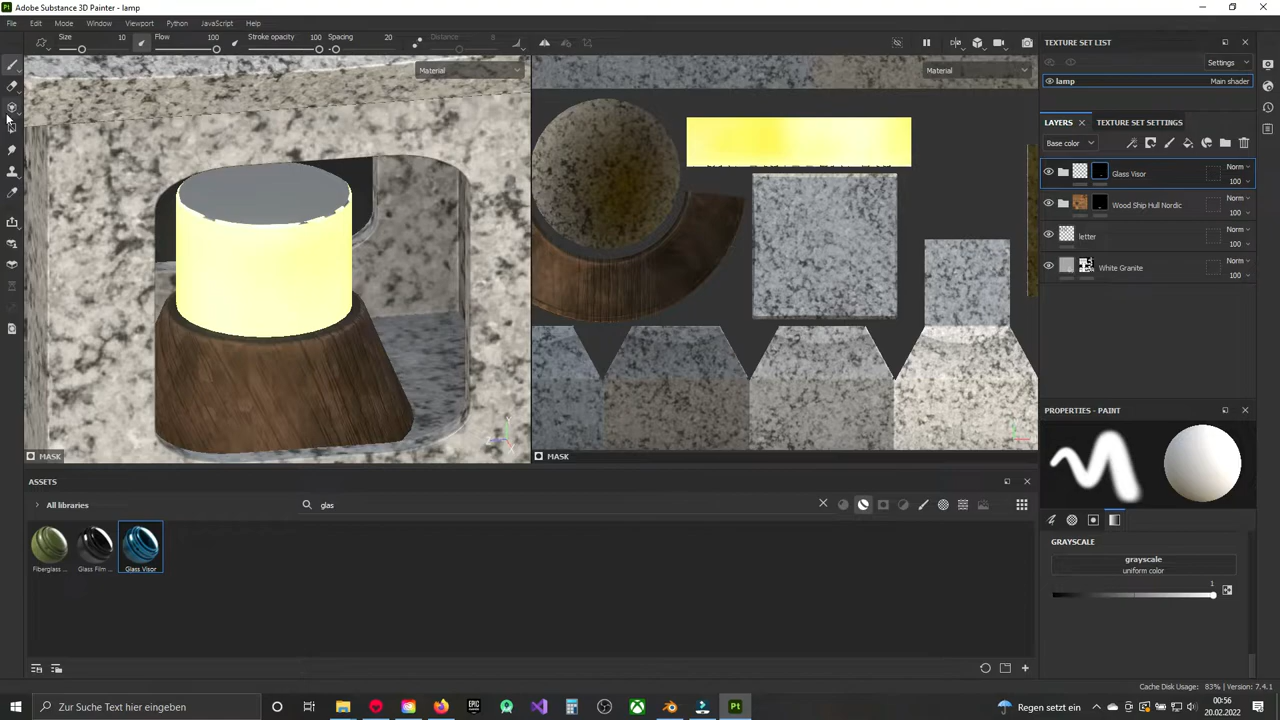 Adobe Substance 3D Painter - lamp
File Edit Mode Window Viewport Python JavaScript Help
Size 10 Flow 100 Stroke opacity 100 Spacing 20 Distance 8
Material
Material
MASK
MASK
TEXTURE SET LIST
Settings
lamp Main shader
LAYERS TEXTURE SET SETTINGS
Base color
Glass Visor Norm
100
Wood Ship Hull Nordic Norm
100
letter Norm
100
White Granite Norm
100
PROPERTIES - PAINT
GRAYSCALE
grayscale
uniform color
1
ASSETS
All libraries glas
Fiberglass ... Glass Film ... Glass Visor
Cache Disk Usage: 83% | Version: 7.4.1
Zur Suche Text hier eingeben
Regen setzt ein
00:56
20.02.2022